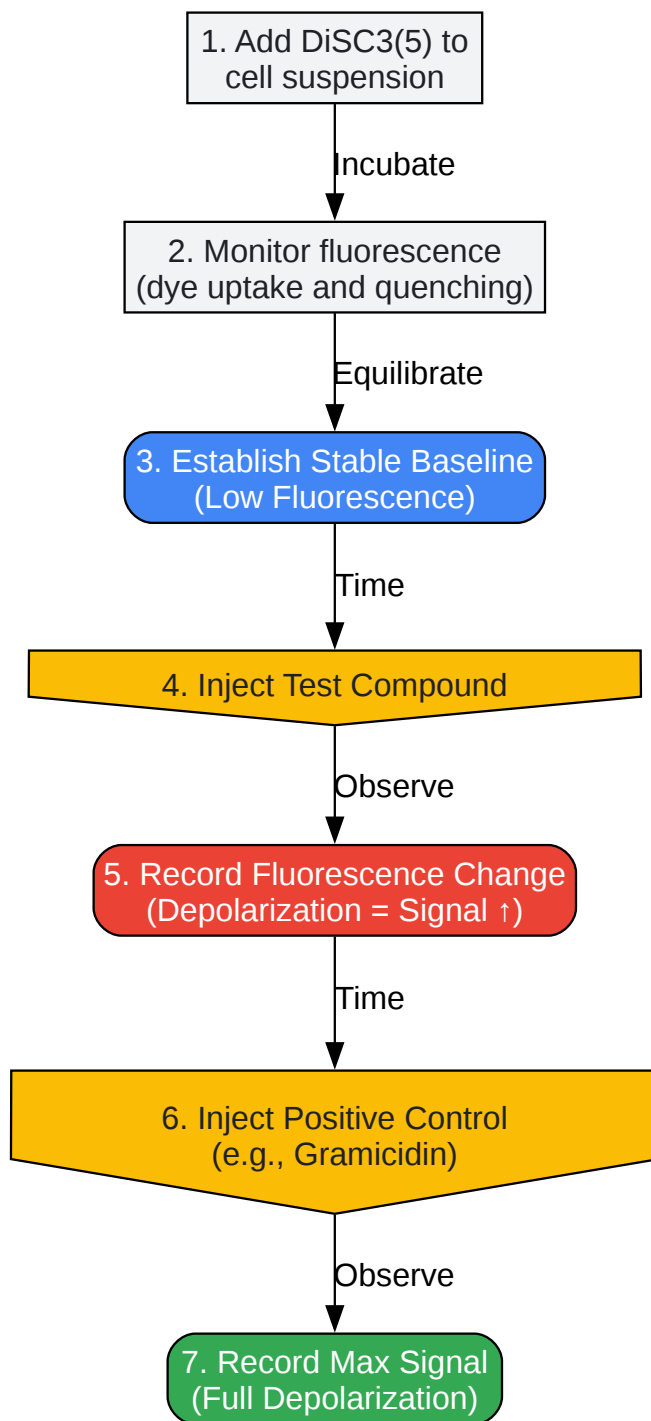 1. Add DiSC3(5) to
cell suspension
Incubate
2. Monitor fluorescence
(dye uptake and quenching)
Equilibrate
3. Establish Stable Baseline
(Low Fluorescence)
Time
4. Inject Test Compound
Observe
5. Record Fluorescence Change
(Depolarization = Signal ↑)
Time
6. Inject Positive Control
(e.g., Gramicidin)
Observe
7. Record Max Signal
(Full Depolarization)